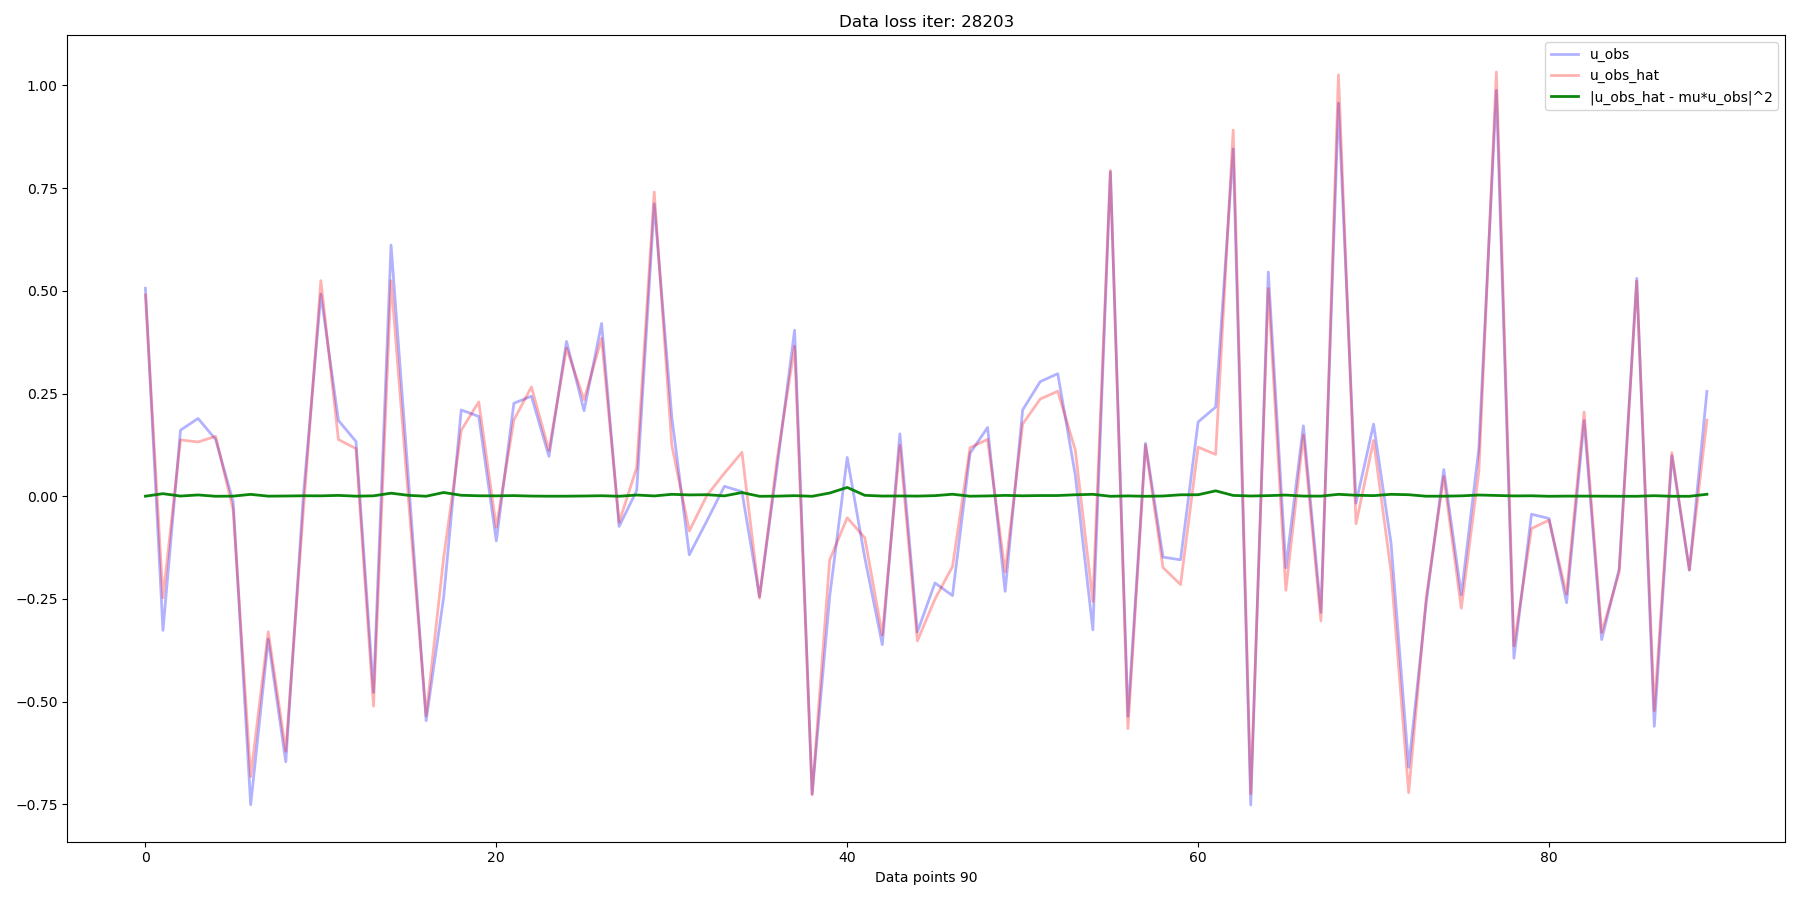 Data loss iter: 28203
u_obs
u_obs_hat
|u_obs_hat - mu*u_obs|^2
1.00
0.75
0.50
0.25
0.00
−0.25
−0.50
−0.75
0 20 40 60 80
Data points 90